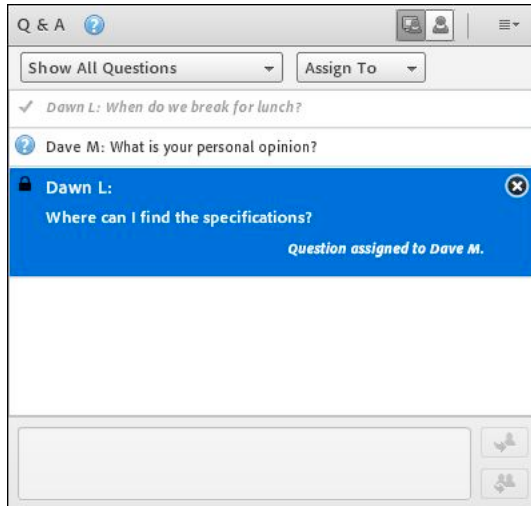 Q & A ?
Show All Questions Assign To
Dawn L: When do we break for lunch?
? Dave M: What is your personal opinion?
Dawn L:
Where can I find the specifications?
Question assigned to Dave M.